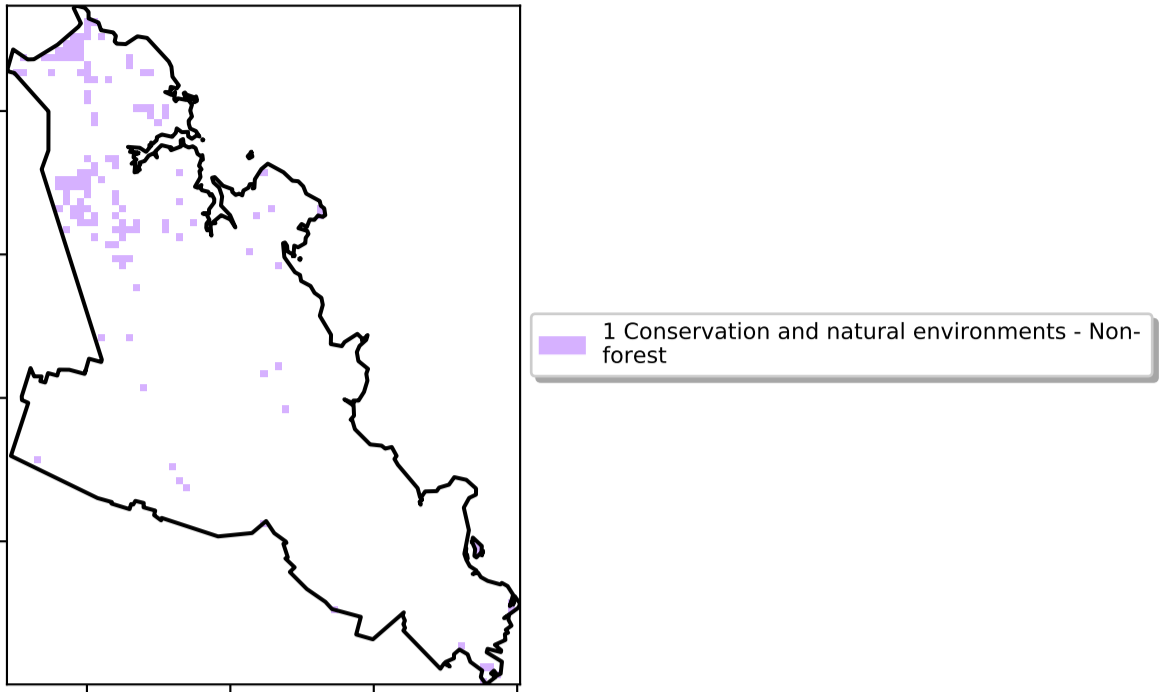 1 Conservation and natural environments - Non-
forest